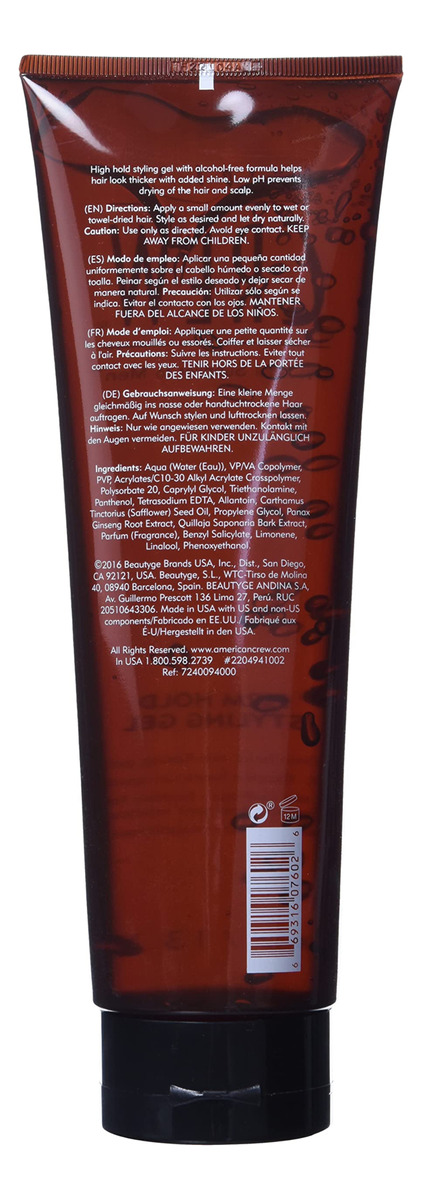 High hold styling gel with alcohol-free formula helps
hair look thicker with added shine. Low pH prevents
drying of the hair and scalp.
(EN) Directions: Apply a small amount evenly to wet or
towel-dried hair. Style as desired and let dry naturally.
Caution: Use only as directed. Avoid eye contact. KEEP
AWAY FROM CHILDREN.
(ES) Modo de empleo: Aplicar una pequeña cantidad
uniformemente sobre el cabello húmedo o secado con
toalla. Peinar según el estilo deseado y dejar secar de
manera natural. Precaución: Utilizar sólo según se
indica. Evitar el contacto con los ojos. MANTENER
FUERA DEL ALCANCE DE LOS NIÑOS.
(FR) Mode d'emploi: Appliquer une petite quantité sur
les cheveux mouillés ou essorés. Coiffer et laisser sécher
à l'air. Précautions: Suivre les instructions. Eviter tout
contact avec les yeux. TENIR HORS DE LA PORTÉE
DES ENFANTS.
(DE) Gebrauchsanweisung: Eine kleine Menge
gleichmäßig ins nasse oder handtuchtrockene Haar
auftragen. Auf Wunsch stylen und lufttrocknen lassen.
Hinweis: Nur wie angewiesen verwenden. Kontakt mit
den Augen vermeiden. FÜR KINDER UNZULÄNGLICH
AUFBEWAHREN.
Ingredients: Aqua (Water (Eau)), VP/VA Copolymer,
PVP, Acrylates/C10-30 Alkyl Acrylate Crosspolymer,
Polysorbate 20, Caprylyl Glycol, Triethanolamine,
Panthenol, Tetrasodium EDTA, Allantoin, Carthamus
Tinctorius (Safflower) Seed Oil, Propylene Glycol, Panax
Ginseng Root Extract, Quillaja Saponaria Bark Extract,
Parfum (Fragrance), Benzyl Salicylate, Limonene,
Linalool, Phenoxyethanol.
©2016 Beautyge Brands USA, Inc., Dist., San Diego,
CA 92121, USA. Beautyge, S.L., WTC-Tirso de Molina
40, 08940 Barcelona, Spain. BEAUTYGE ANDINA S.A,
Av. Guillermo Prescott 136 Lima 27, Perú. RUC
20510643306. Made in USA with US and non-US
components/Fabricado en EE.UU./ Fabriqué aux
É-U/Hergestellt in den USA.
All Rights Reserved. www.americancrew.com
In USA 1.800.598.2739 #2204941002
Ref: 7240094000
®
12 M
6 69316 07602 6